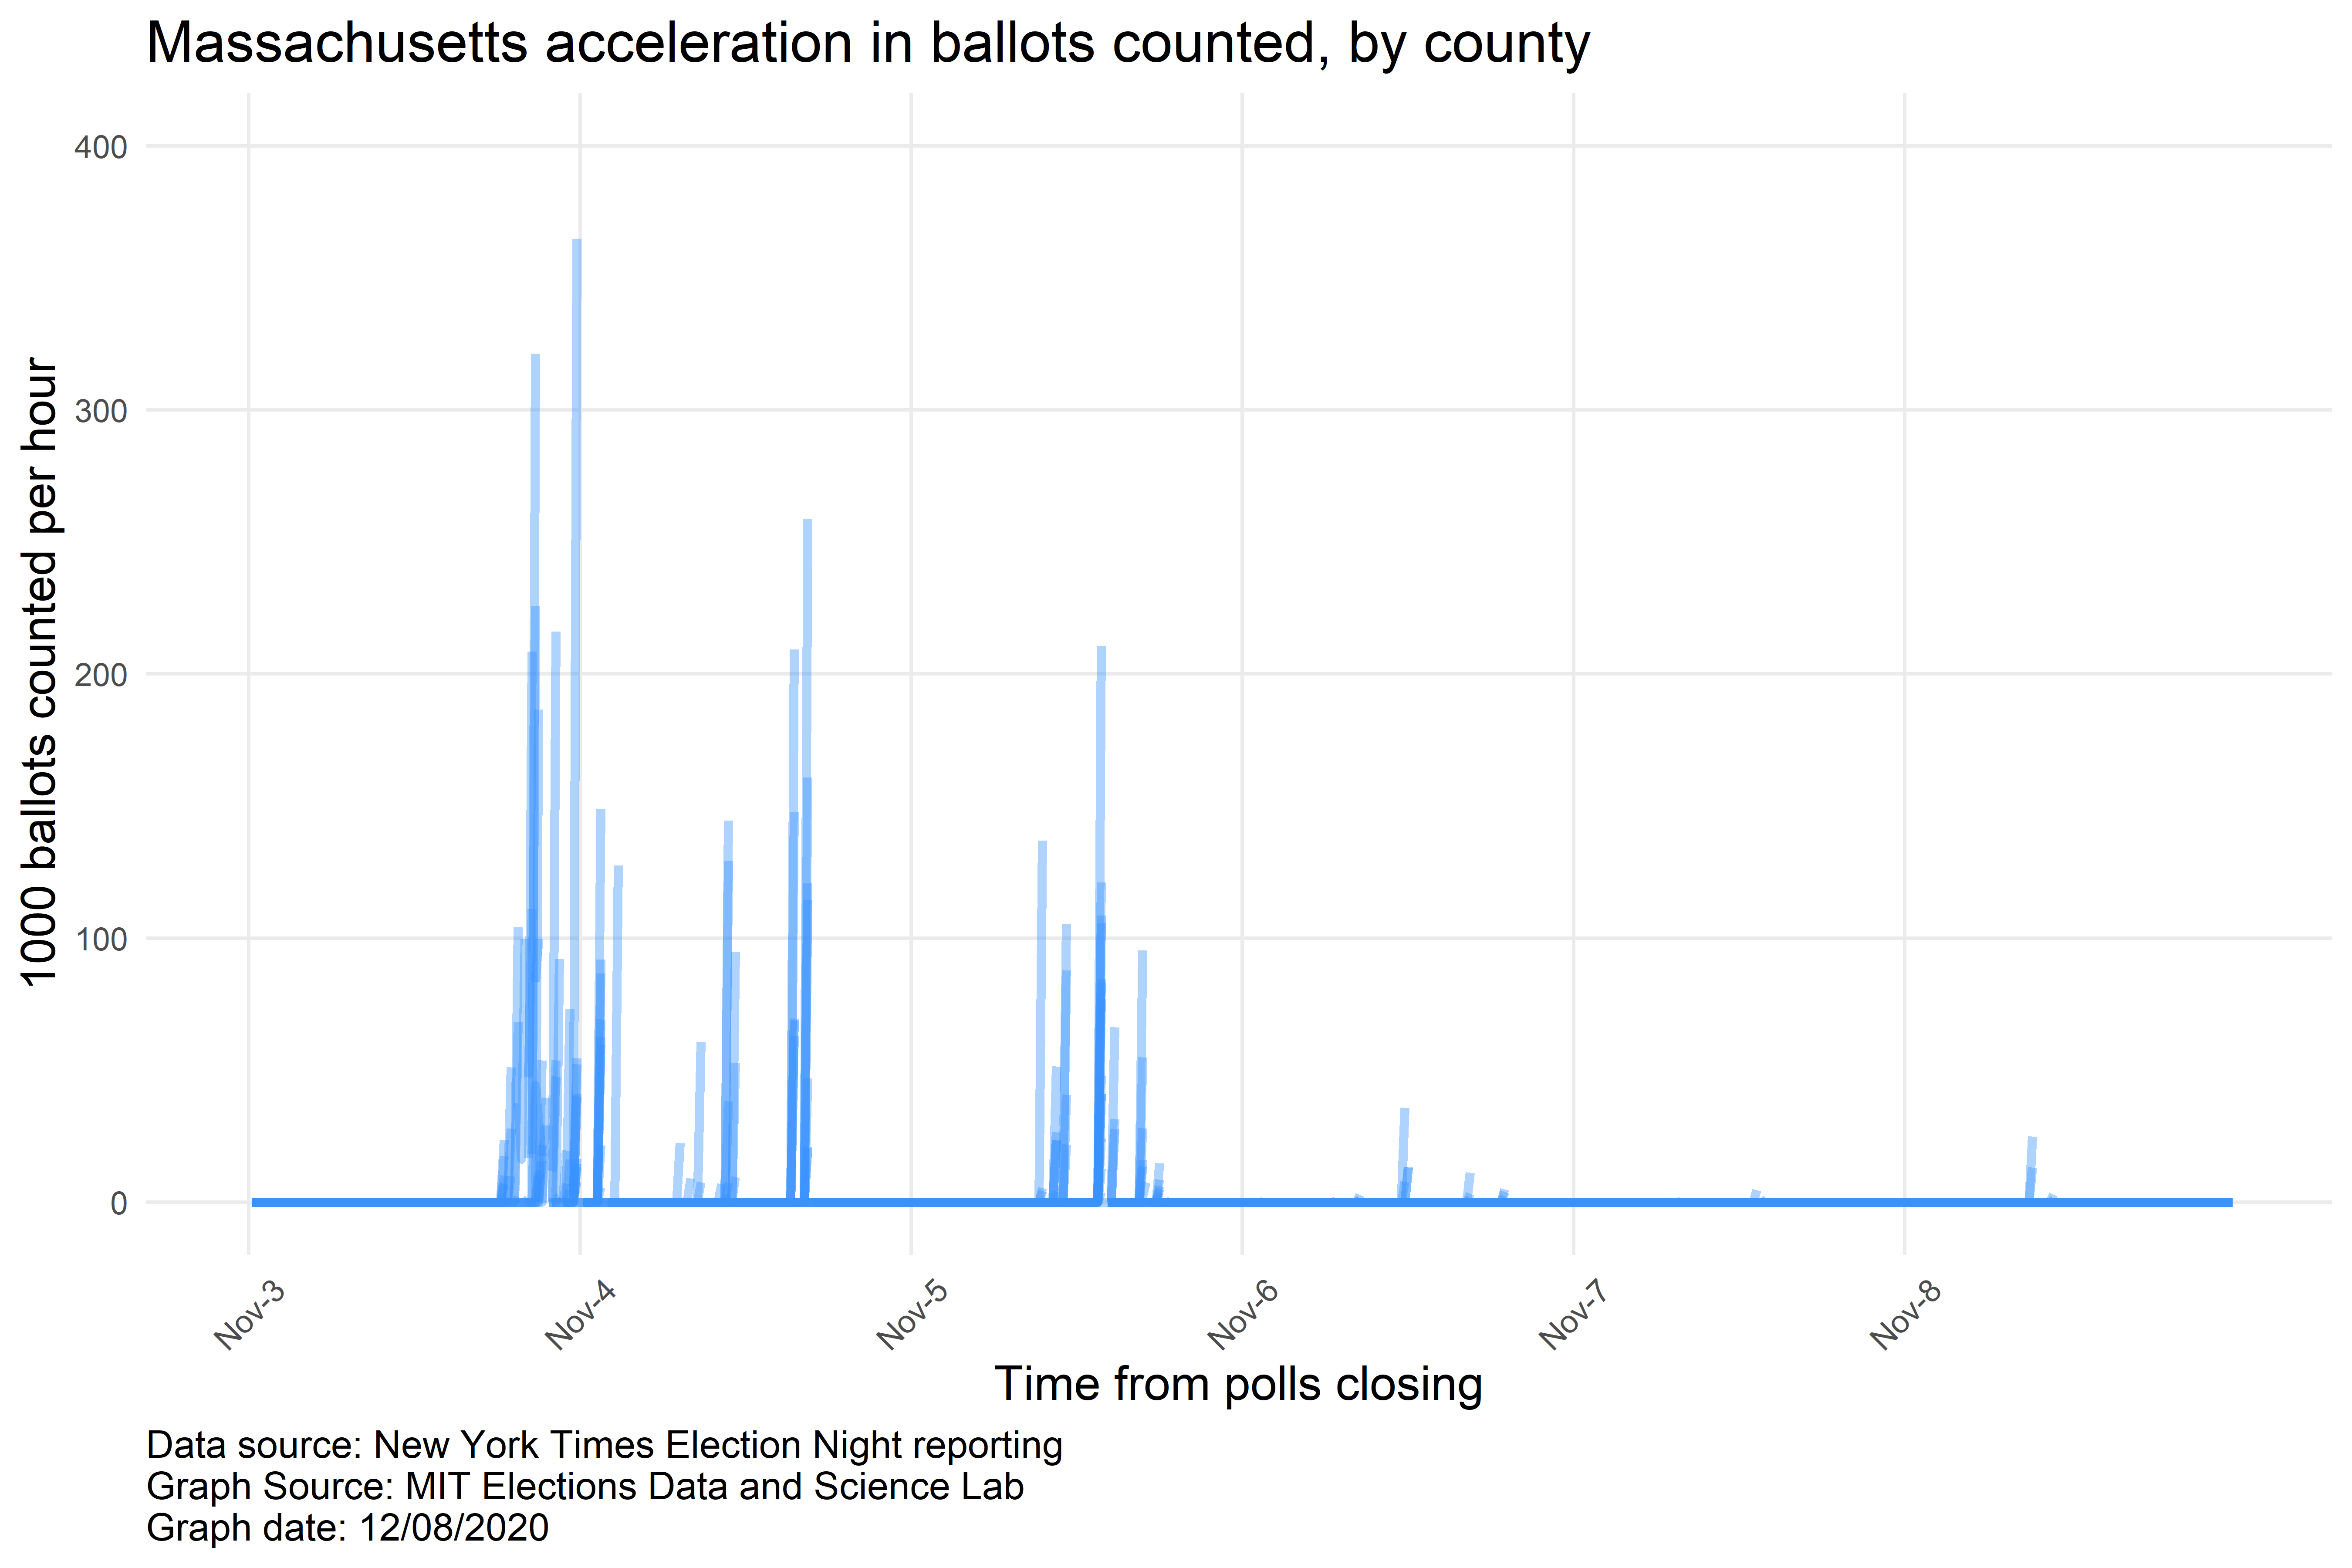 Massachusetts acceleration in ballots counted, by county
1000 ballots counted per hour
400
300
200
100
0
Nov-3
Nov-4
Nov-5
Nov-6
Nov-7
Nov-8
Time from polls closing
Data source: New York Times Election Night reporting
Graph Source: MIT Elections Data and Science Lab
Graph date: 12/08/2020